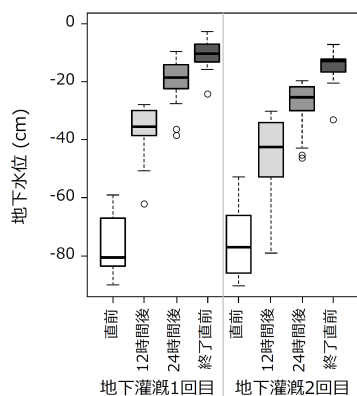 地下水位 (cm)
0
-20
-40
-60
-80
直前
12時間後
24時間後
終了直前
直前
12時間後
24時間後
終了直前
地下灌漑1回目
地下灌漑2回目